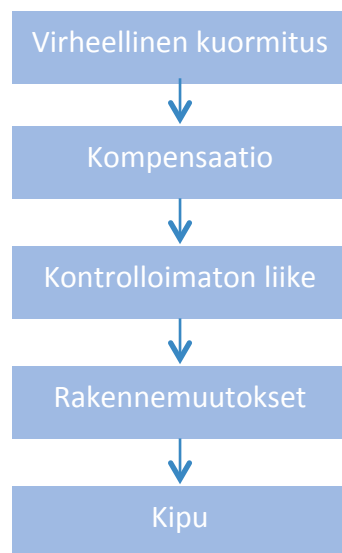 Virheellinen kuormitus
Kompensaatio
Kontrolloimaton liike
Rakennemuutokset
Kipu